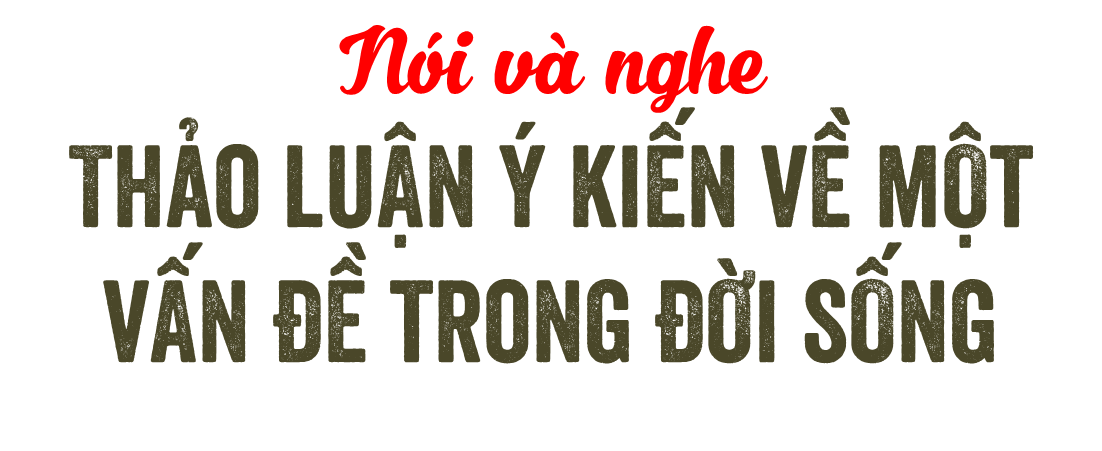 Nói và nghe
THẢO LUẬN Ý KIẾN VỀ MỘT
VẤN ĐỀ TRONG ĐỜI SỐNG